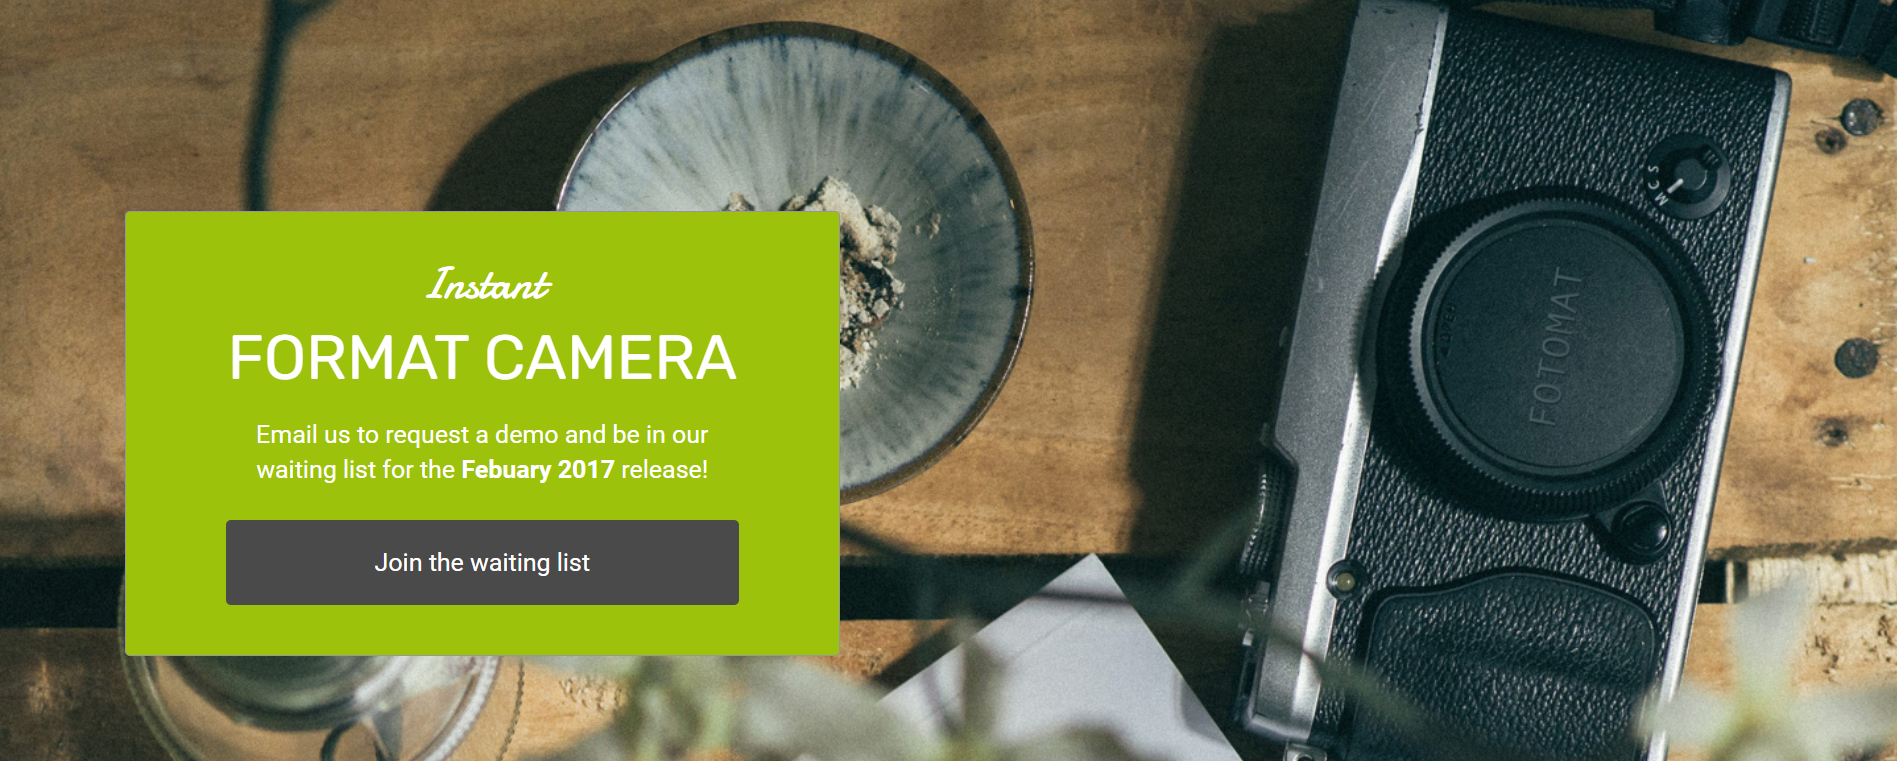 Instant
FORMAT CAMERA
Email us to request a demo and be in our
waiting list for the Febuary 2017 release!
Join the waiting list
FOTOMAT
M C S